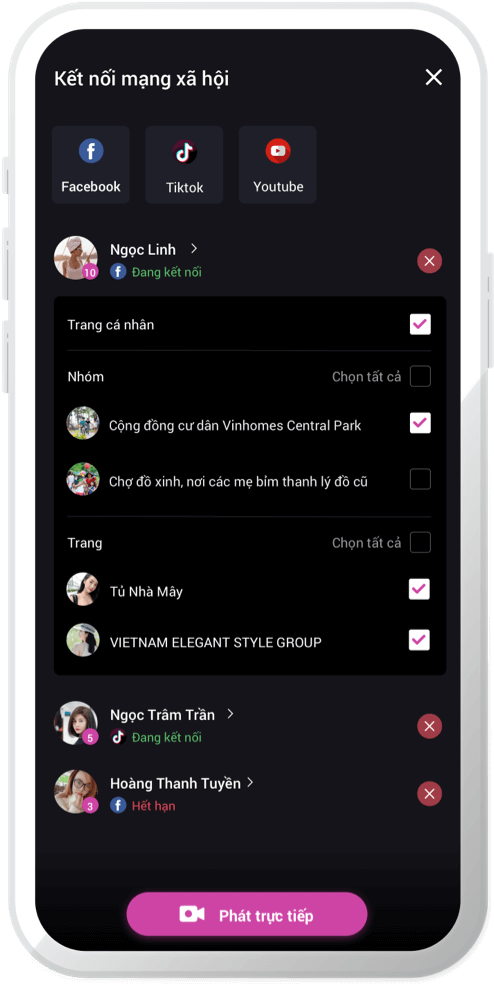 Kết nối mạng xã hội
Facebook
Tiktok
Youtube
Ngọc Linh
10
Đang kết nối
Trang cá nhân
Nhóm
Chọn tất cả
Cộng đồng cư dân Vinhomes Central Park
Chợ đồ xinh, nơi các mẹ bỉm thanh lý đồ cũ
Trang
Chọn tất cả
Tủ Nhà Mây
VIETNAM ELEGANT STYLE GROUP
Ngọc Trâm Trần
5
Đang kết nối
Hoàng Thanh Tuyền
3
Hết hạn
Phát trực tiếp